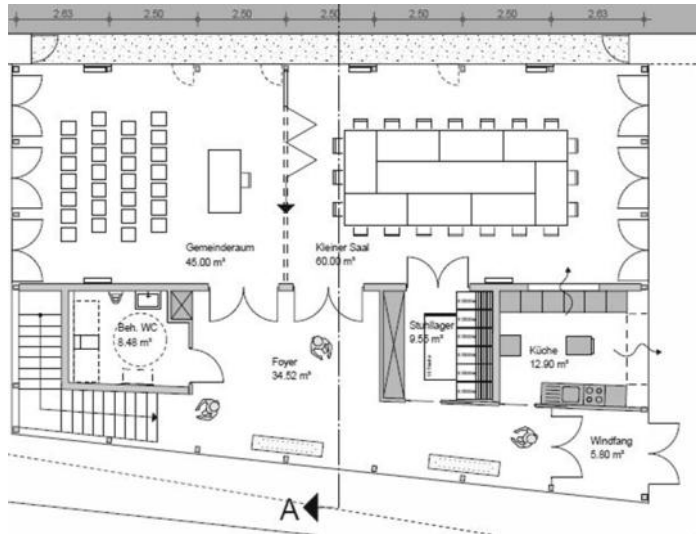 2.63 2.50 2.50 2.50 2.50 2.50 2.63
Gemeinderaum
45.00 m²
Kleiner Saal
60.00 m²
Beh. WC
8.48 m²
Foyer
34.52 m²
Stuhllager
9.55 m²
Küche
12.90 m²
Windfang
5.80 m²
A